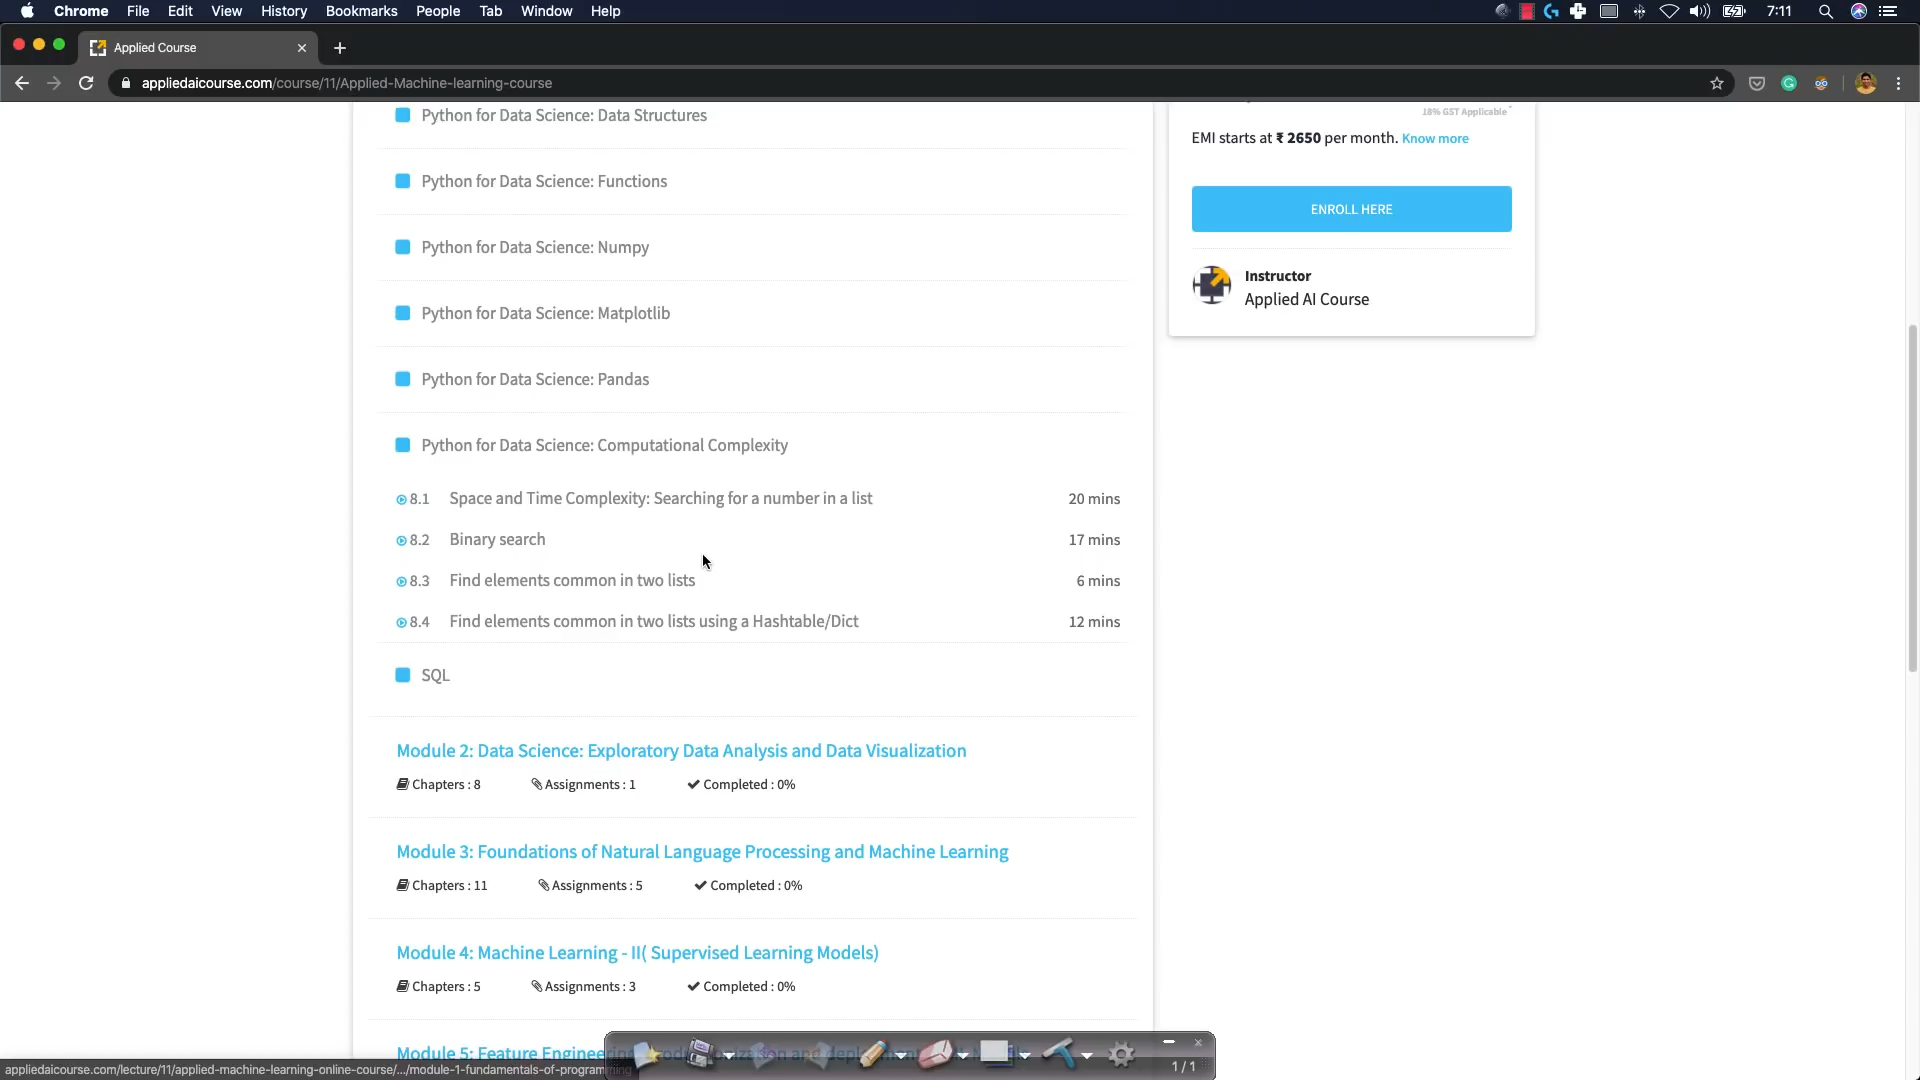 Chrome File Edit View History Bookmarks People Tab Window Help 7:11
Applied Course
appliedaicourse.com/course/11/Applied-Machine-learning-course
Python for Data Science: Data Structures
18% GST Applicable*
EMI starts at ₹ 2650 per month. Know more
Python for Data Science: Functions
ENROLL HERE
Python for Data Science: Numpy
Instructor
Applied AI Course
Python for Data Science: Matplotlib
Python for Data Science: Pandas
Python for Data Science: Computational Complexity
8.1 Space and Time Complexity: Searching for a number in a list 20 mins
8.2 Binary search 17 mins
8.3 Find elements common in two lists 6 mins
8.4 Find elements common in two lists using a Hashtable/Dict 12 mins
SQL
Module 2: Data Science: Exploratory Data Analysis and Data Visualization
Chapters : 8 Assignments : 1 Completed : 0%
Module 3: Foundations of Natural Language Processing and Machine Learning
Chapters : 11 Assignments : 5 Completed : 0%
Module 4: Machine Learning - II( Supervised Learning Models)
Chapters : 5 Assignments : 3 Completed : 0%
Module 5: Feature
1/1
appliedaicourse.com/lecture/11/applied-machine-learning-online-course/.../module-1-fundamentals-of-programming